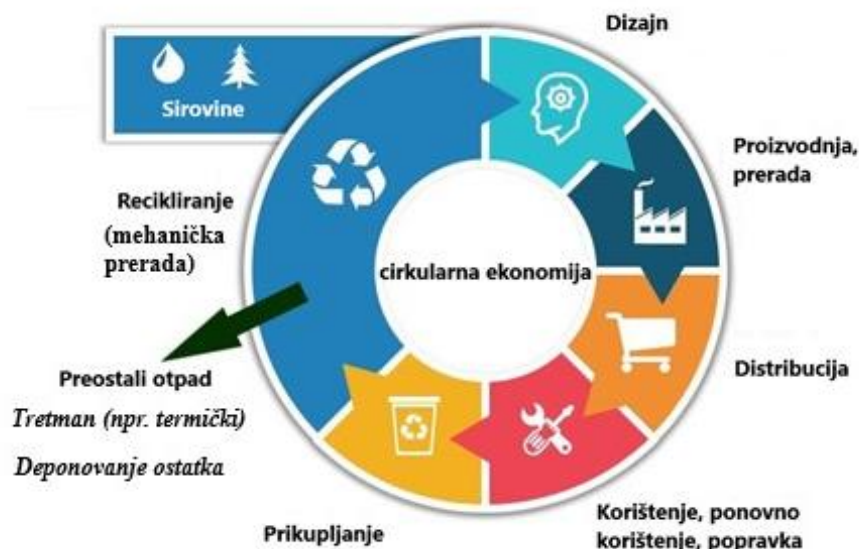 Dizajn
Sirovine
Proizvodnja,
prerada
Recikliranje
(mehanička
prerada)
cirkularna ekonomija
Preostali otpad
Tretman (npr. termički)
Deponovanje ostatka
Distribucija
Prikupljanje
Korištenje, ponovno
korištenje, popravka